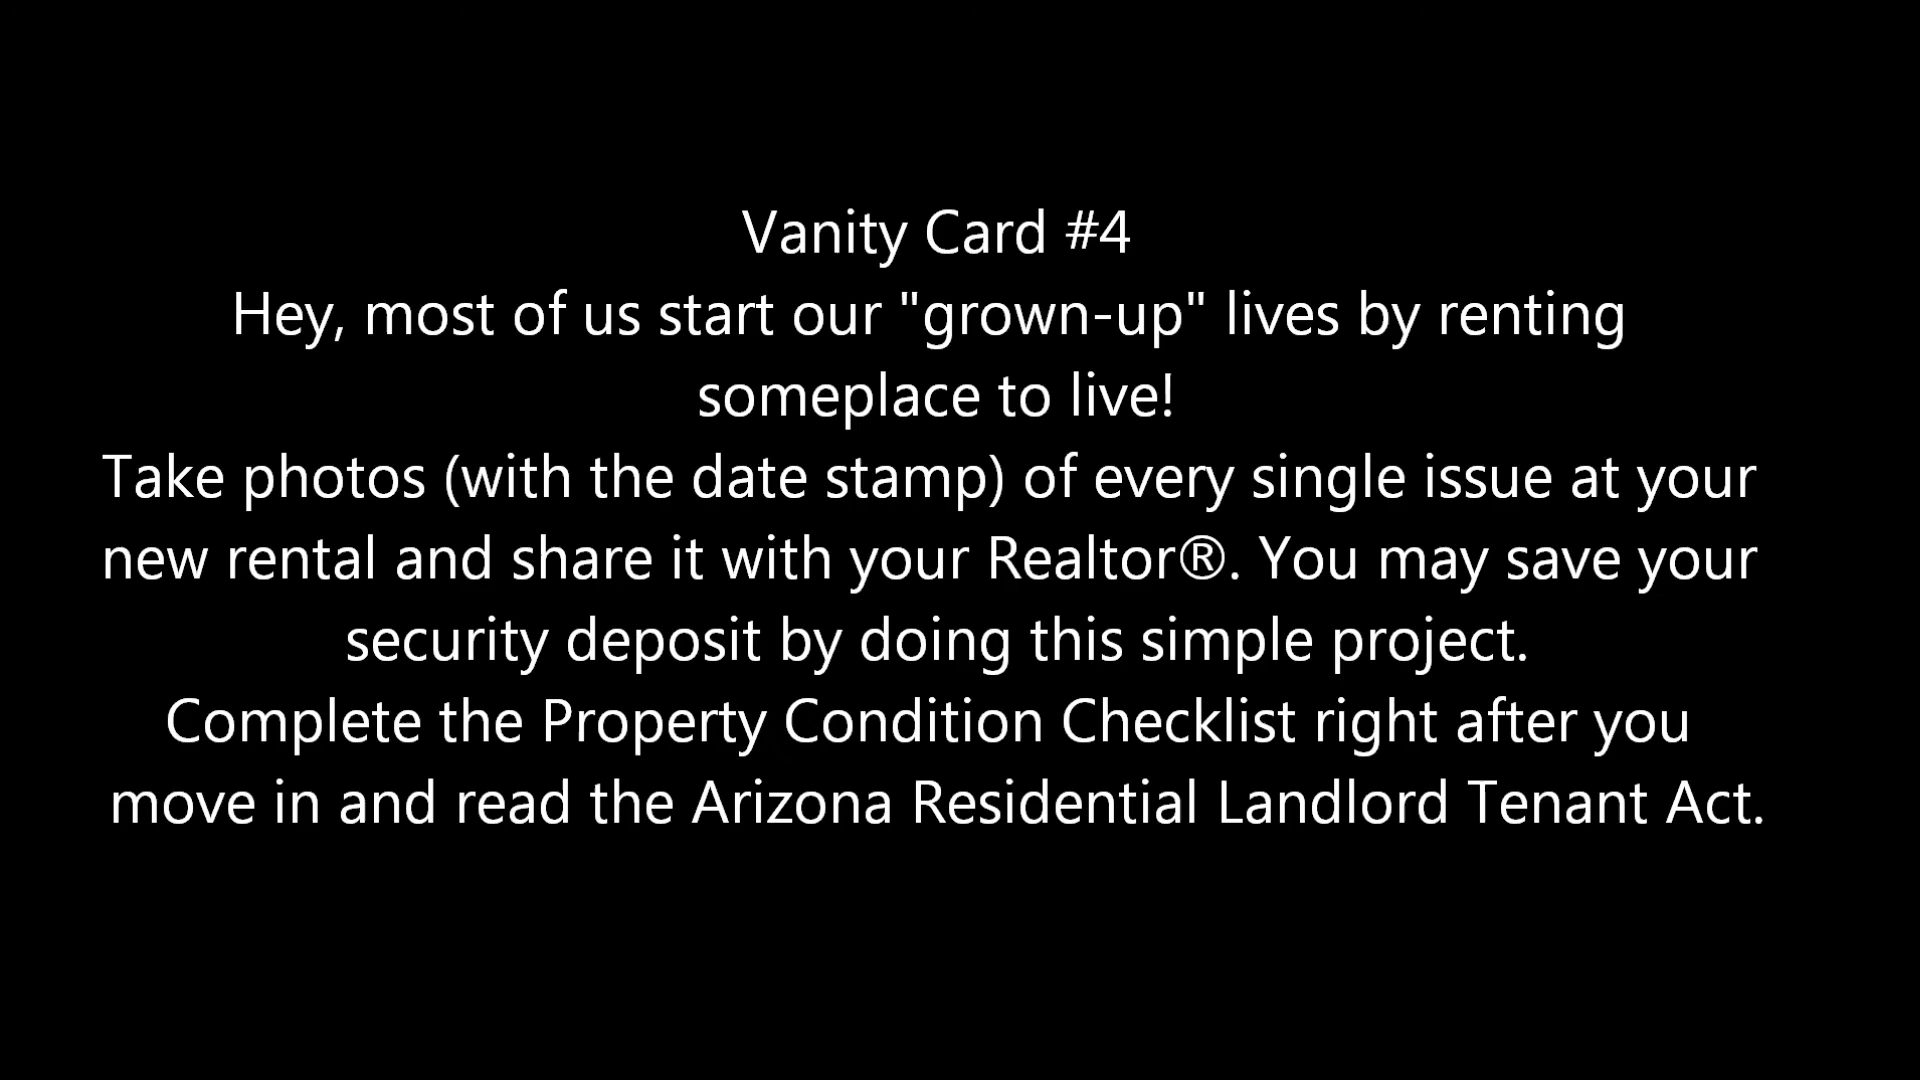 Vanity Card #4
Hey, most of us start our "grown-up" lives by renting
someplace to live!
Take photos (with the date stamp) of every single issue at your
new rental and share it with your Realtor®. You may save your
security deposit by doing this simple project.
Complete the Property Condition Checklist right after you
move in and read the Arizona Residential Landlord Tenant Act.